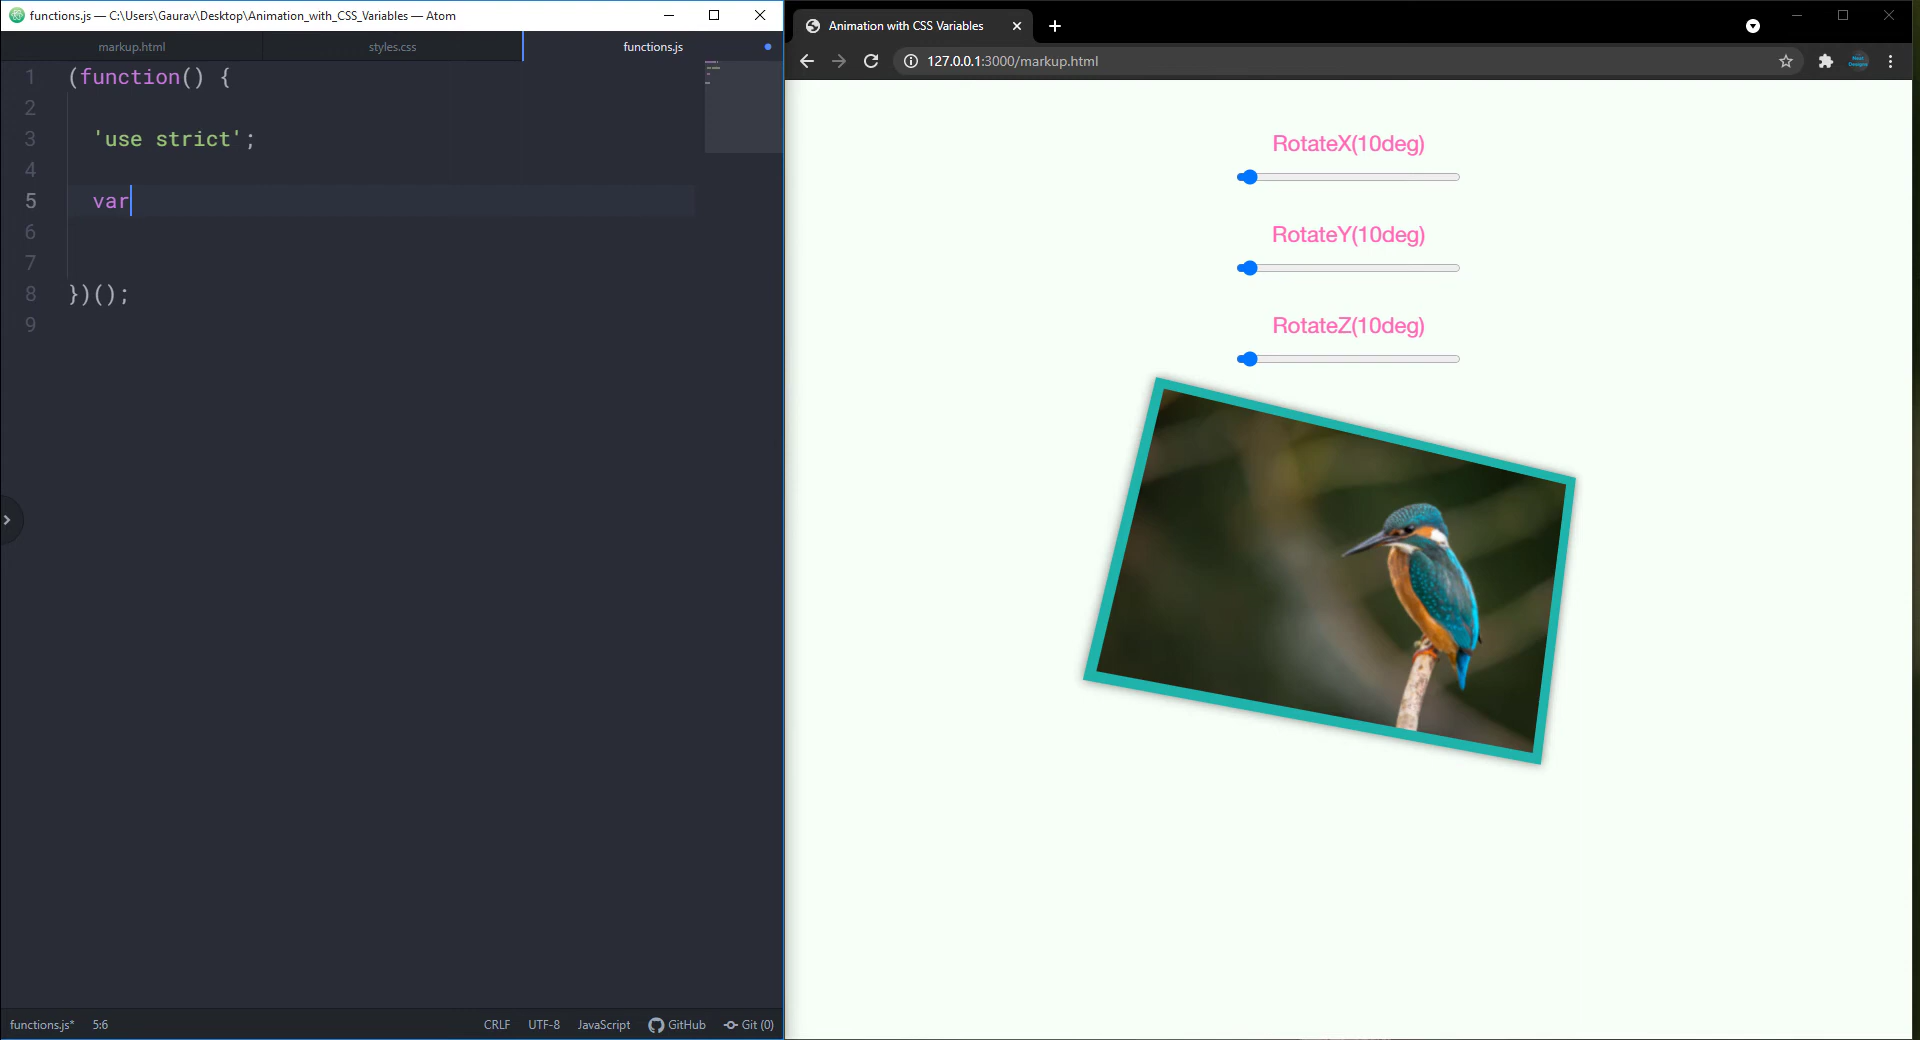 functions.js — C:\Users\Gaurav\Desktop\Animation_with_CSS_Variables — Atom
markup.html
styles.css
functions.js
1 (function() {
2
3 'use strict';
4
5 var
6
7
8 })();
9
functions.js* 5:6
CRLF UTF-8 JavaScript GitHub Git (0)
Animation with CSS Variables
127.0.0.1:3000/markup.html
RotateX(10deg)
RotateY(10deg)
RotateZ(10deg)